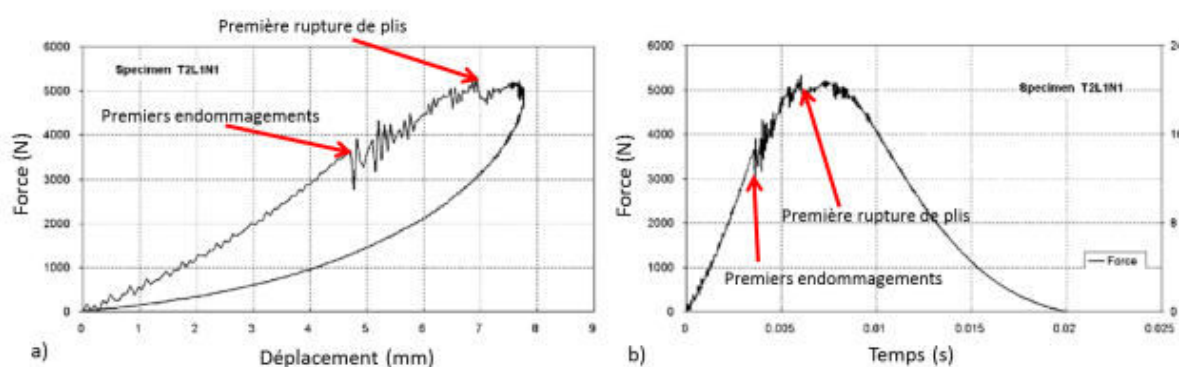 Première rupture de plis
6000
5000
4000
3000
2000
1000
0
Force (N)
Specimen T2L1N1
Premiers endommagements
0 1 2 3 4 5 6 7 8 9
a)
Déplacement (mm)
6000
5000
4000
3000
2000
1000
0
Force (N)
Specimen T2L1N1
Première rupture de plis
Premiers endommagements
Force
8
0
0 0.005 0.01 0.015 0.02 0.025
b)
Temps (s)